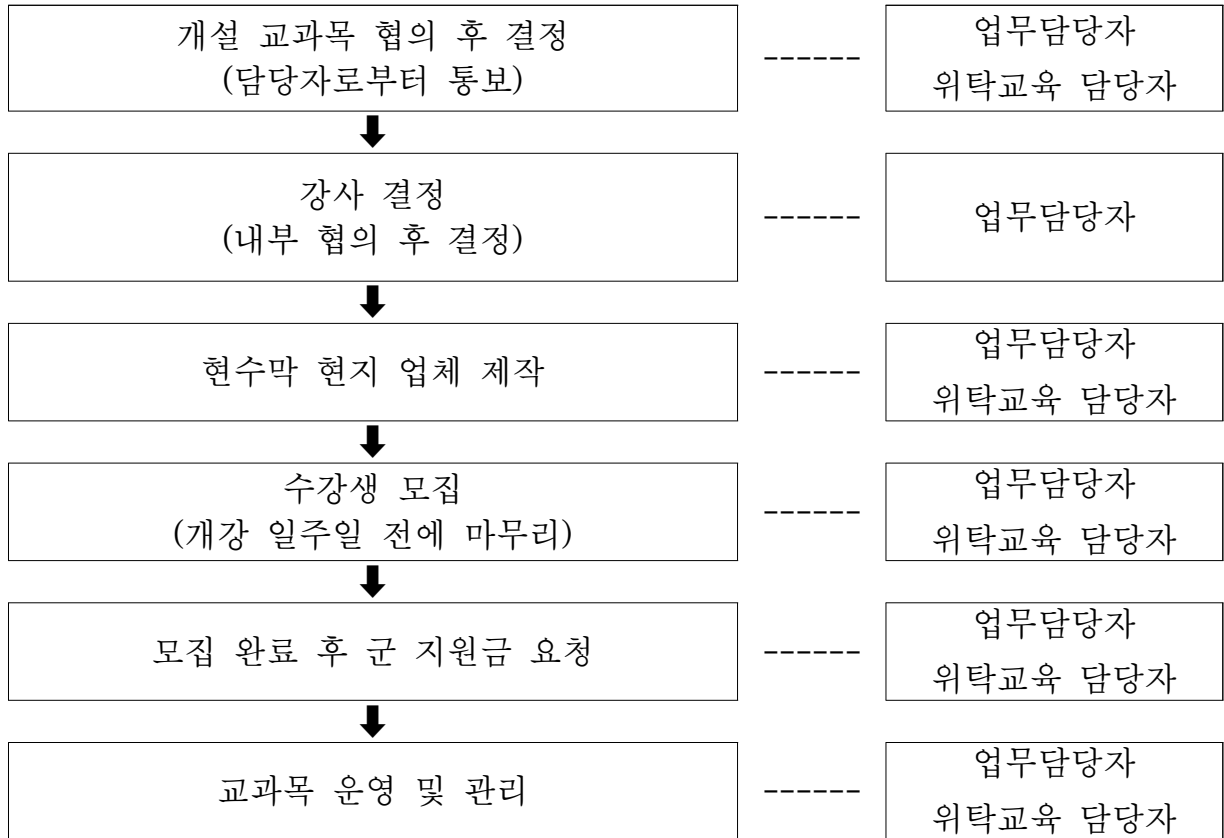 개설 교과목 협의 후 결정
(담당자로부터 통보)
------
업무담당자
위탁교육 담당자
강사 결정
(내부 협의 후 결정)
------
업무담당자
현수막 현지 업체 제작
------
업무담당자
위탁교육 담당자
수강생 모집
(개강 일주일 전에 마무리)
------
업무담당자
위탁교육 담당자
모집 완료 후 군 지원금 요청
------
업무담당자
위탁교육 담당자
교과목 운영 및 관리
------
업무담당자
위탁교육 담당자